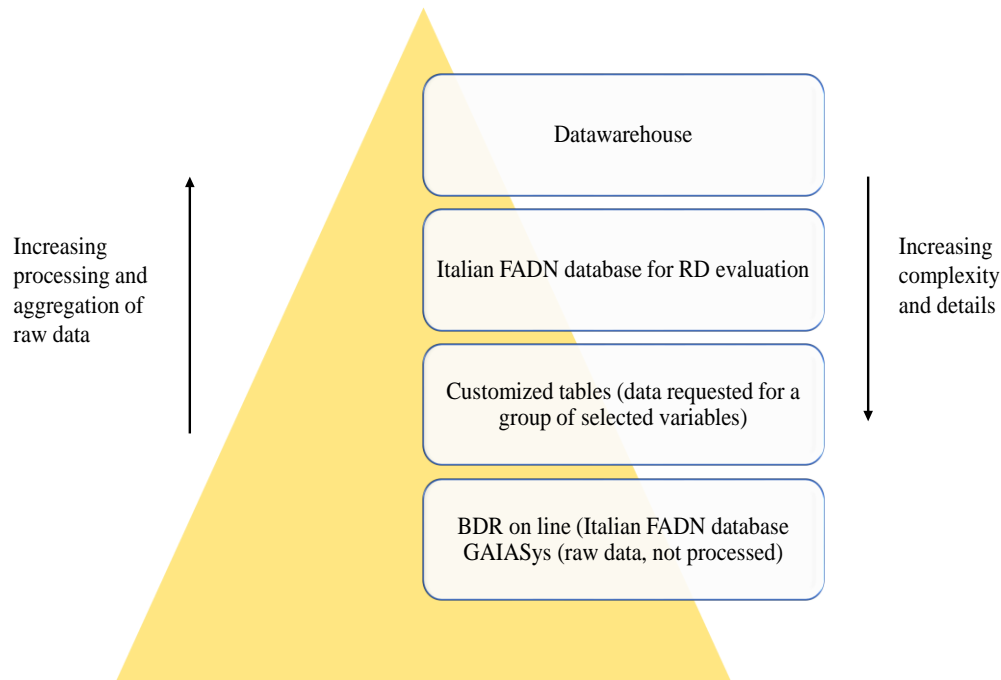 Datawarehouse
Italian FADN database for RD evaluation
Customized tables (data requested for a
group of selected variables)
BDR on line (Italian FADN database
GAIASys (raw data, not processed)
Increasing
processing and
aggregation of
raw data
Increasing
complexity
and details